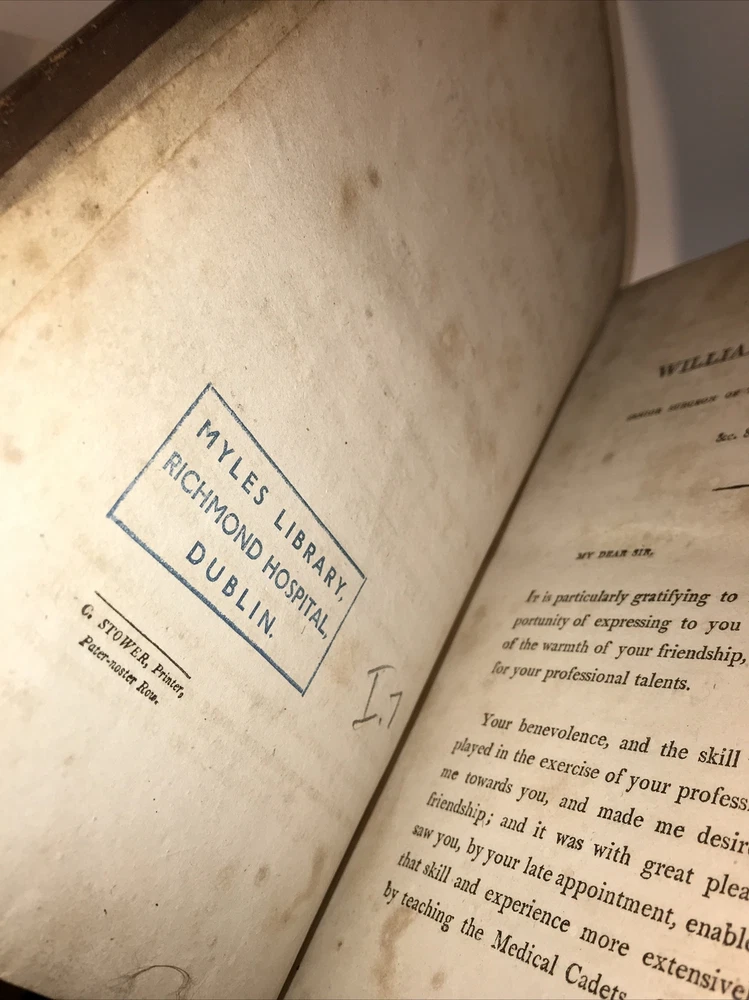 MYLES LIBRARY,
RICHMOND HOSPITAL,
DUBLIN.
C. STOWER, Printer,
Pater-noster Row.
I.7
WILLIA
SENIOR SURGEON OF
&c.
MY DEAR SIR,
IT is particularly gratifying to
portunity of expressing to you
of the warmth of your friendship,
for your professional talents.
Your benevolence, and the skill
played in the exercise of your profess
me towards you, and made me desir
friendship; and it was with great plea
saw you, by your late appointment, enable
that skill and experience more extensive
by teaching the Medical Cadets